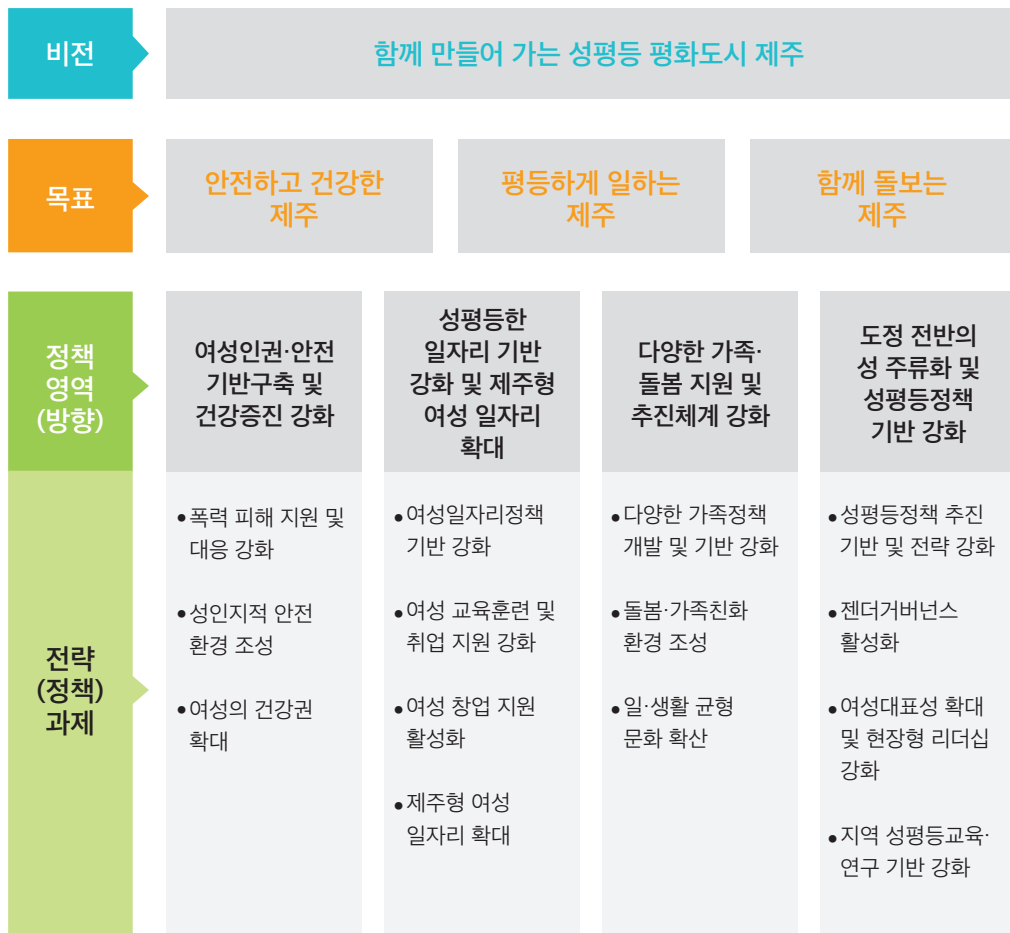 비전
함께 만들어 가는 성평등 평화도시 제주
목표
안전하고 건강한
제주
평등하게 일하는
제주
함께 돌보는
제주
정책
영역
(방향)
여성인권·안전
기반구축 및
건강증진 강화
성평등한
일자리 기반
강화 및 제주형
여성 일자리
확대
다양한 가족·
돌봄 지원 및
추진체계 강화
도정 전반의
성 주류화 및
성평등정책
기반 강화
전략
(정책)
과제
●폭력 피해 지원 및
대응 강화
●성인지적 안전
환경 조성
●여성의 건강권
확대
●여성일자리정책
기반 강화
●여성 교육훈련 및
취업 지원 강화
●여성 창업 지원
활성화
●제주형 여성
일자리 확대
●다양한 가족정책
개발 및 기반 강화
●돌봄·가족친화
환경 조성
●일·생활 균형
문화 확산
●성평등정책 추진
기반 및 전략 강화
●젠더거버넌스
활성화
●여성대표성 확대
및 현장형 리더십
강화
●지역 성평등교육·
연구 기반 강화